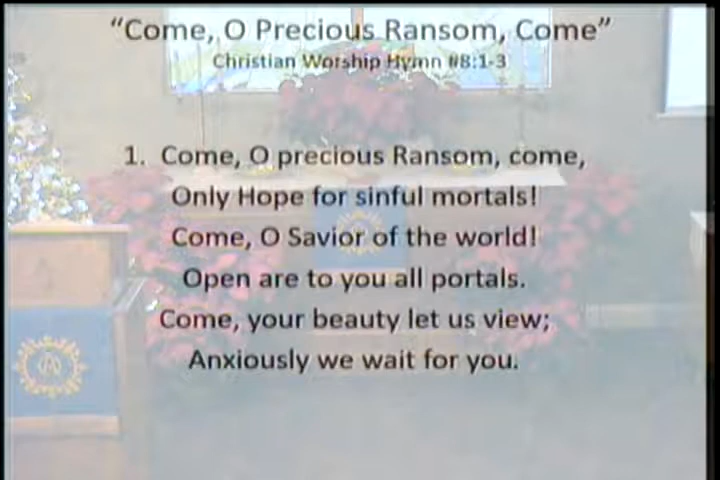 “Come, O Precious Ransom, Come”
Christian Worship Hymn #8:1-3
1. Come, O precious Ransom, come,
Only Hope for sinful mortals!
Come, O Savior of the world!
Open are to you all portals.
Come, your beauty let us view;
Anxiously we wait for you.